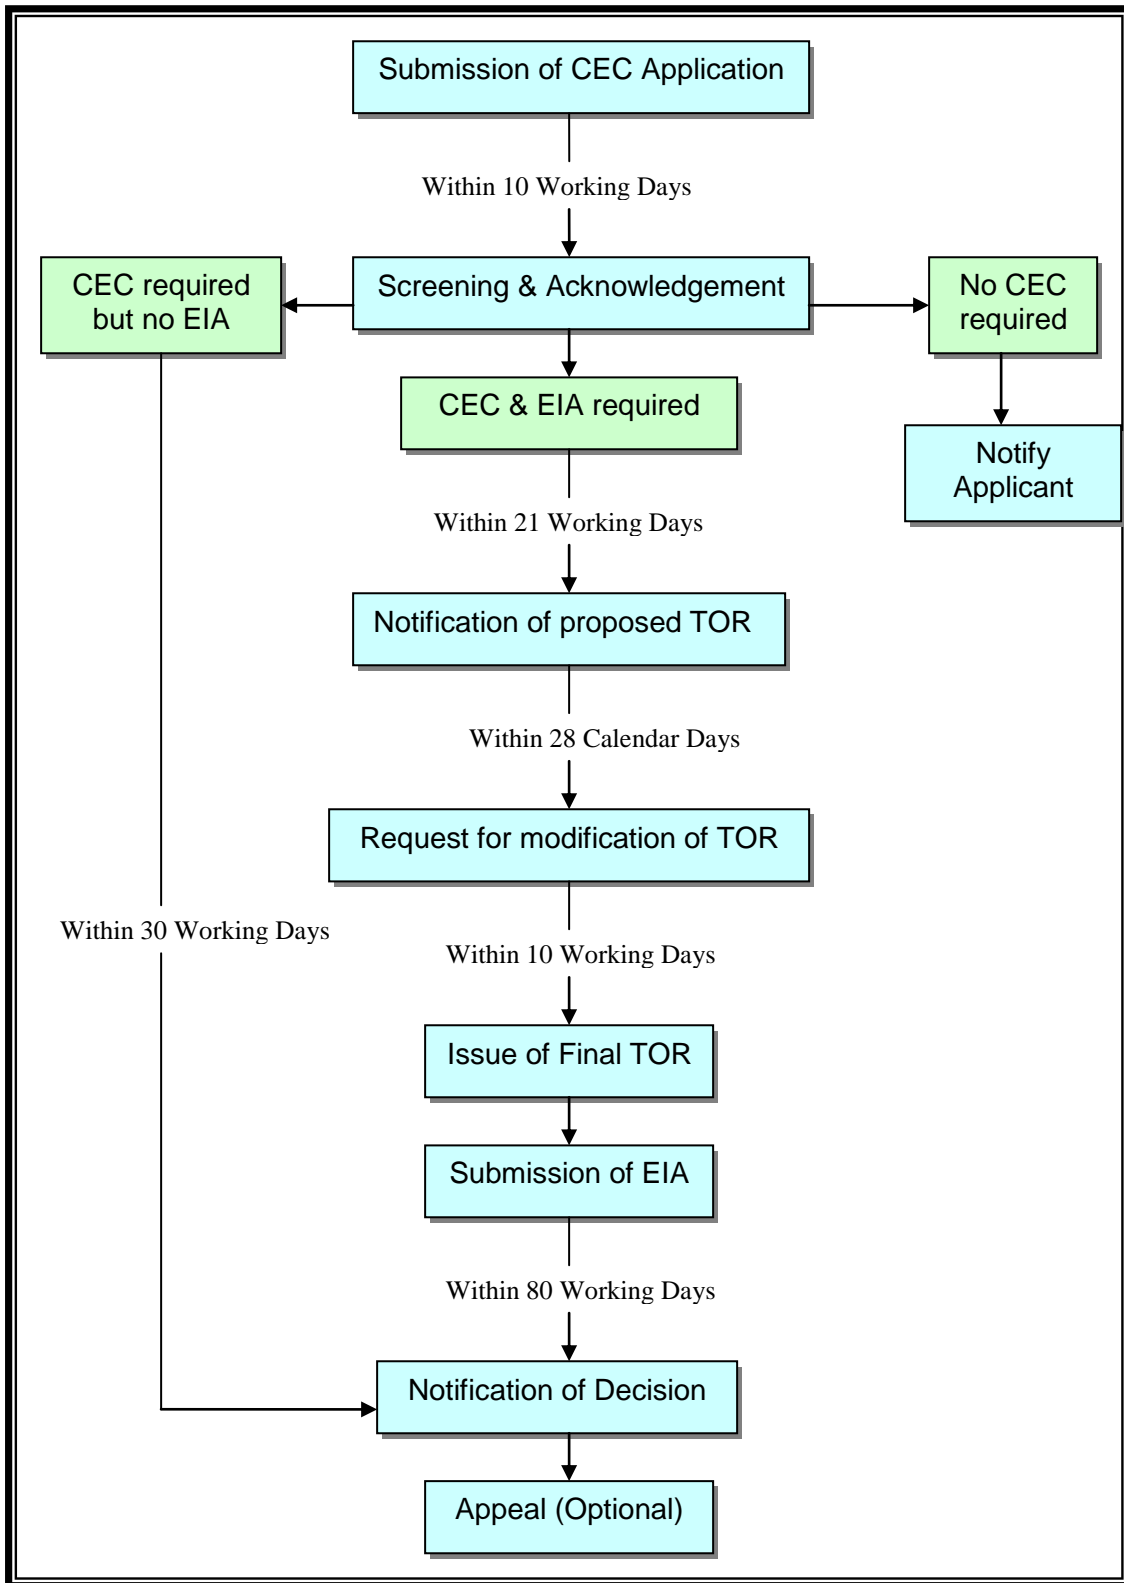 Submission of CEC Application
Within 10 Working Days
CEC required
but no EIA
Screening & Acknowledgement
No CEC
required
CEC & EIA required
Notify
Applicant
Within 21 Working Days
Notification of proposed TOR
Within 28 Calendar Days
Request for modification of TOR
Within 30 Working Days
Within 10 Working Days
Issue of Final TOR
Submission of EIA
Within 80 Working Days
Notification of Decision
Appeal (Optional)